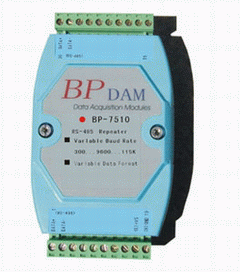 BP DAM
Data Acquisition Modules
BP-7510
RS-485 Repeater
Variable Baud Rate
300...9600...115K
Variable Data Format